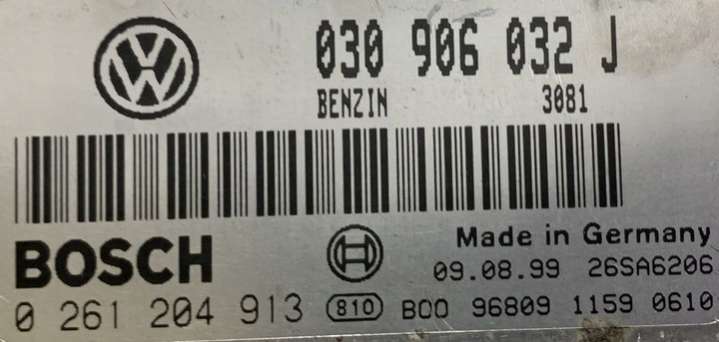 030 906 032 J
BENZIN 3081
BOSCH
Made in Germany
09.08.99 26SA6206
0 261 204 913 810 B00 96809 1159 0610